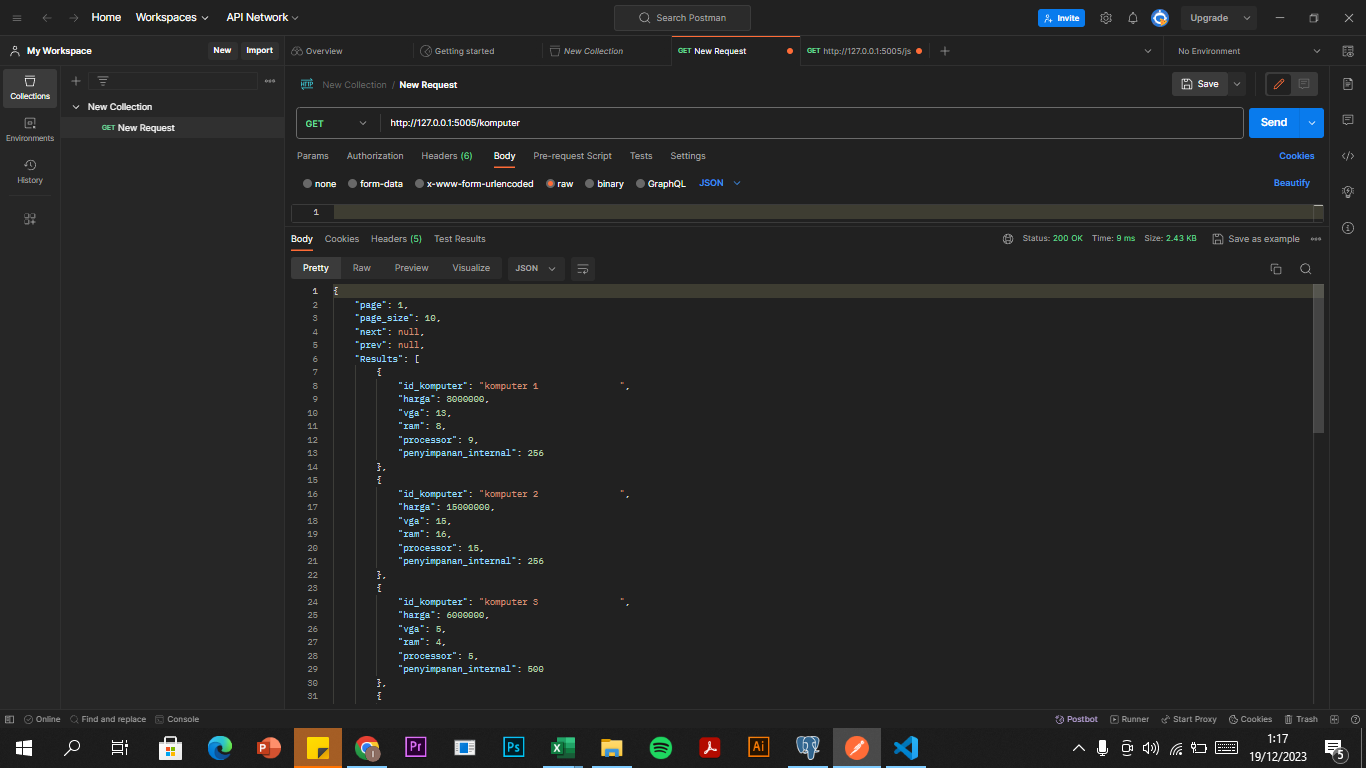 Home Workspaces API Network Search Postman Invite Upgrade
My Workspace New Import Overview Getting started New Collection GET New Request GET http://127.0.0.1:5005/js No Environment
Collections
Environments
History
New Collection
GET New Request
HTTP New Collection / New Request Save
GET http://127.0.0.1:5005/komputer Send
Params Authorization Headers (6) Body Pre-request Script Tests Settings Cookies
none form-data x-www-form-urlencoded raw binary GraphQL JSON Beautify
1
Body Cookies Headers (5) Test Results Status: 200 OK Time: 9 ms Size: 2.43 KB Save as example
Pretty Raw Preview Visualize JSON
1 {
2 "page": 1,
3 "page_size": 10,
4 "next": null,
5 "prev": null,
6 "Results": [
7 {
8 "id_komputer": "komputer 1                ",
9 "harga": 8000000,
10 "vga": 13,
11 "ram": 8,
12 "processor": 9,
13 "penyimpanan_internal": 256
14 },
15 {
16 "id_komputer": "komputer 2                ",
17 "harga": 15000000,
18 "vga": 15,
19 "ram": 16,
20 "processor": 15,
21 "penyimpanan_internal": 256
22 },
23 {
24 "id_komputer": "komputer 3                ",
25 "harga": 6000000,
26 "vga": 5,
27 "ram": 4,
28 "processor": 5,
29 "penyimpanan_internal": 500
30 },
31 {
Online Find and replace Console Postbot Runner Start Proxy Cookies Trash
Pr Ps Ai
1:17
19/12/2023
5